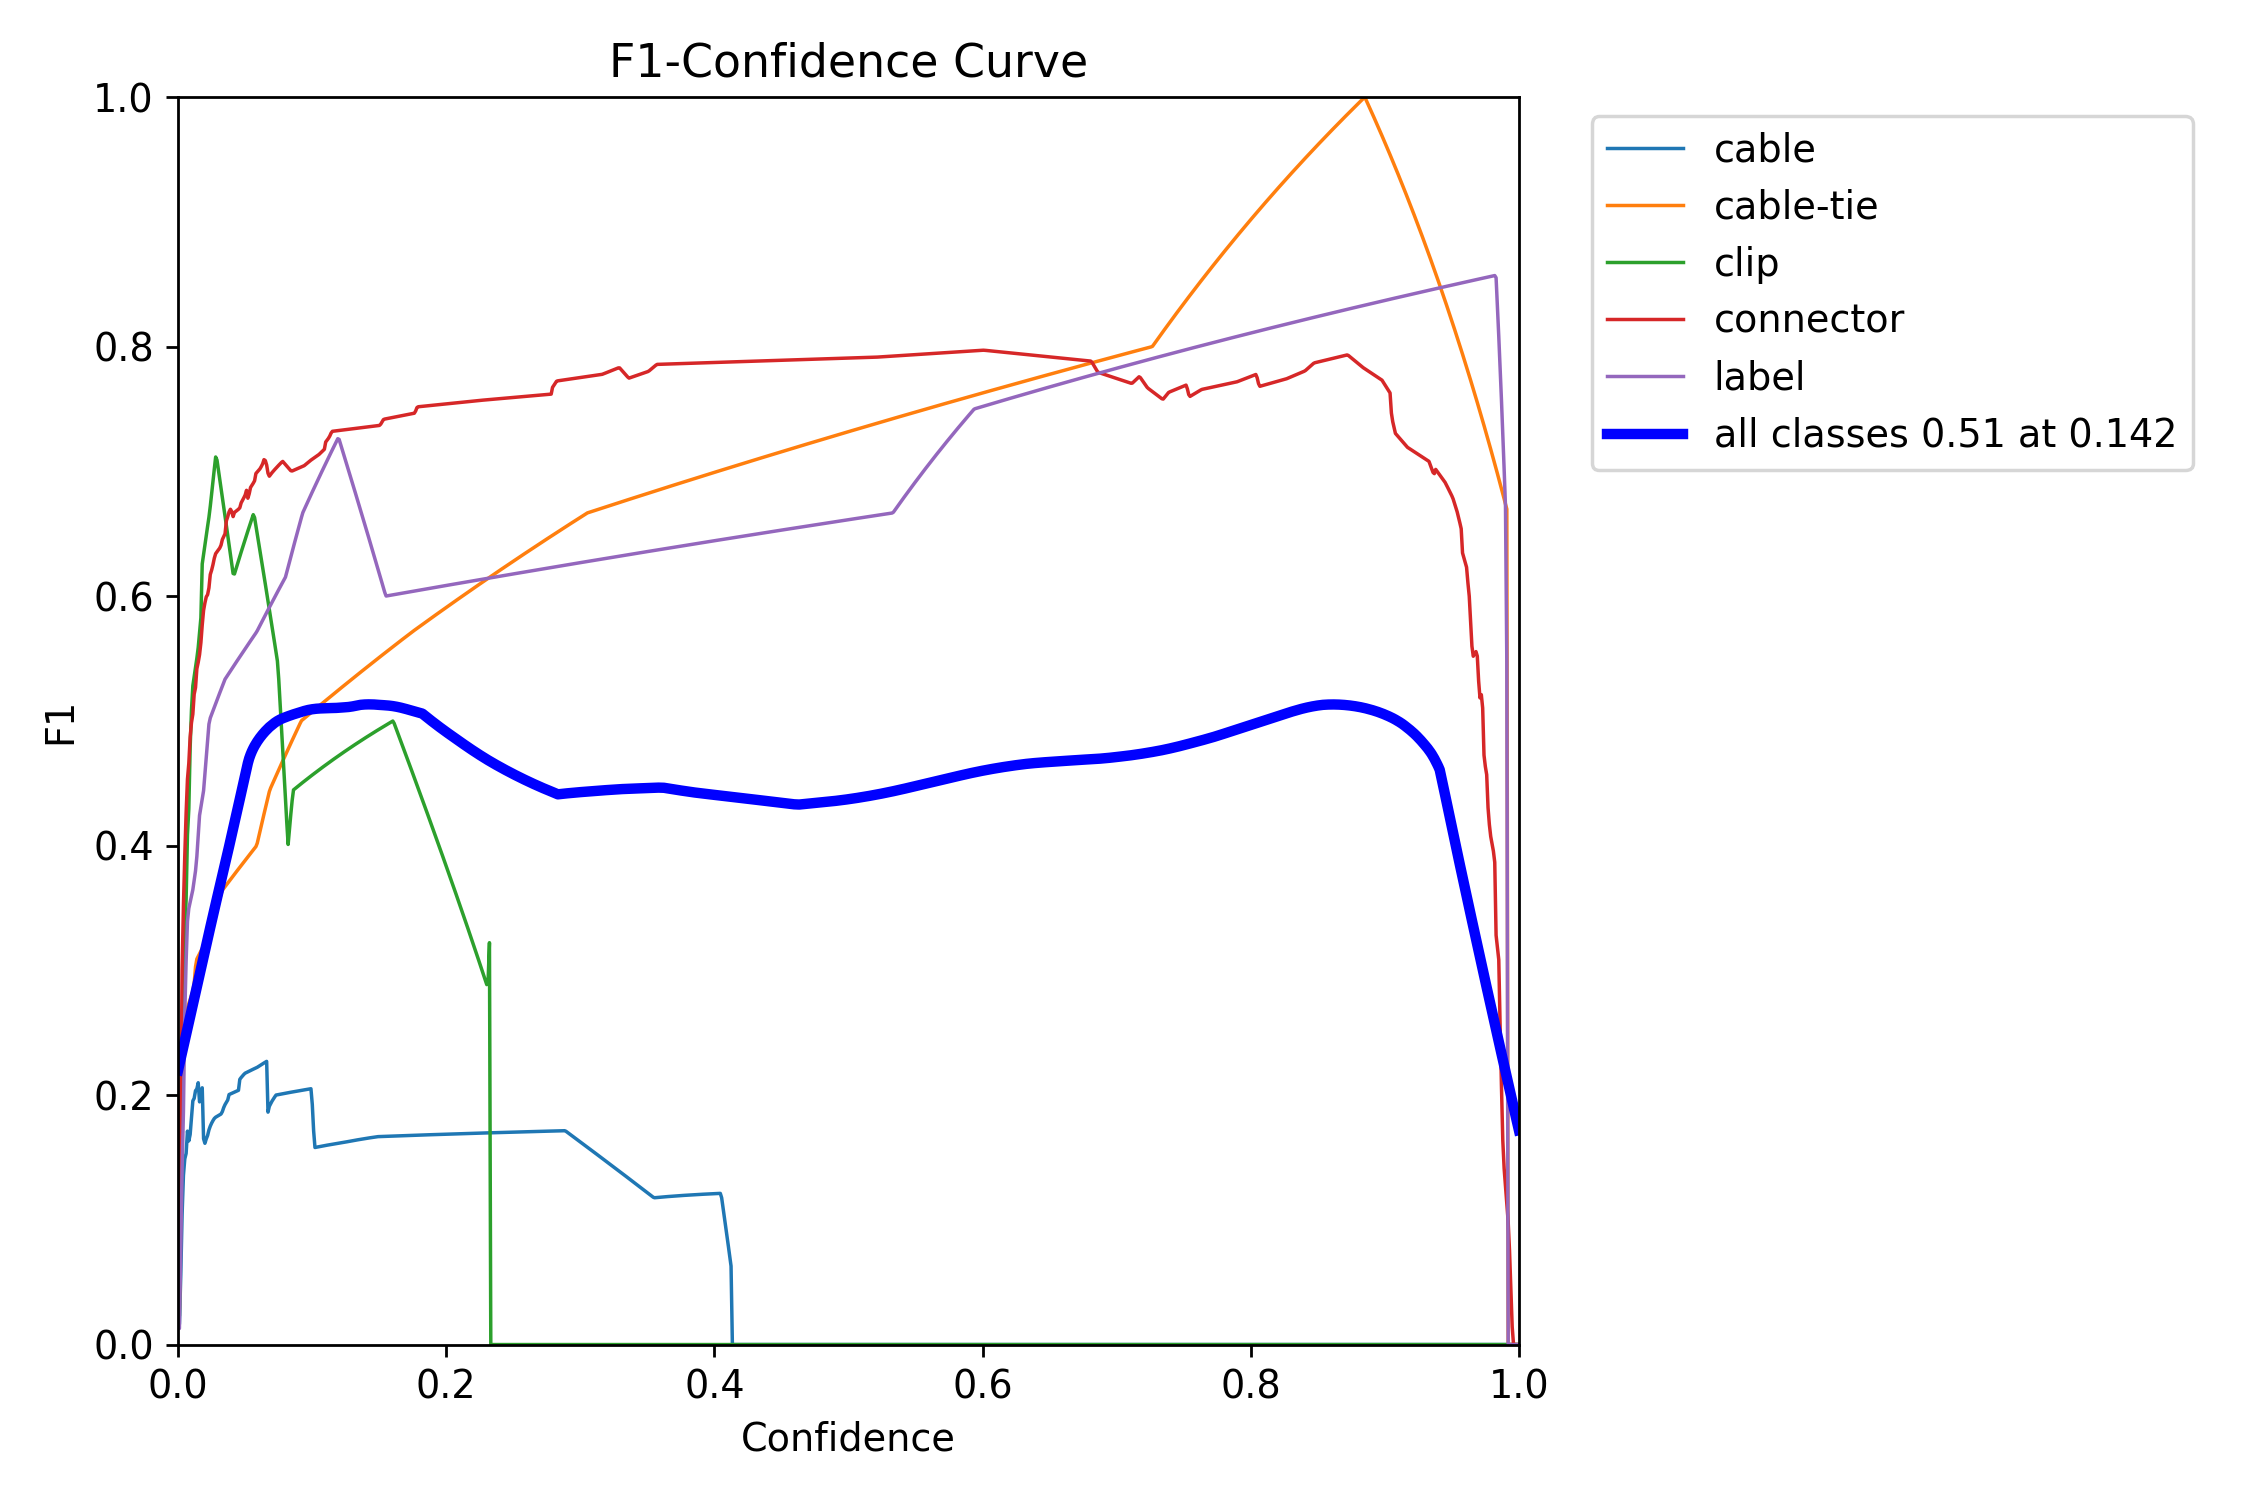 F1-Confidence Curve
1.0
0.8
0.6
0.4
0.2
0.0
F1
0.0 0.2 0.4 0.6 0.8 1.0
Confidence
cable
cable-tie
clip
connector
label
all classes 0.51 at 0.142